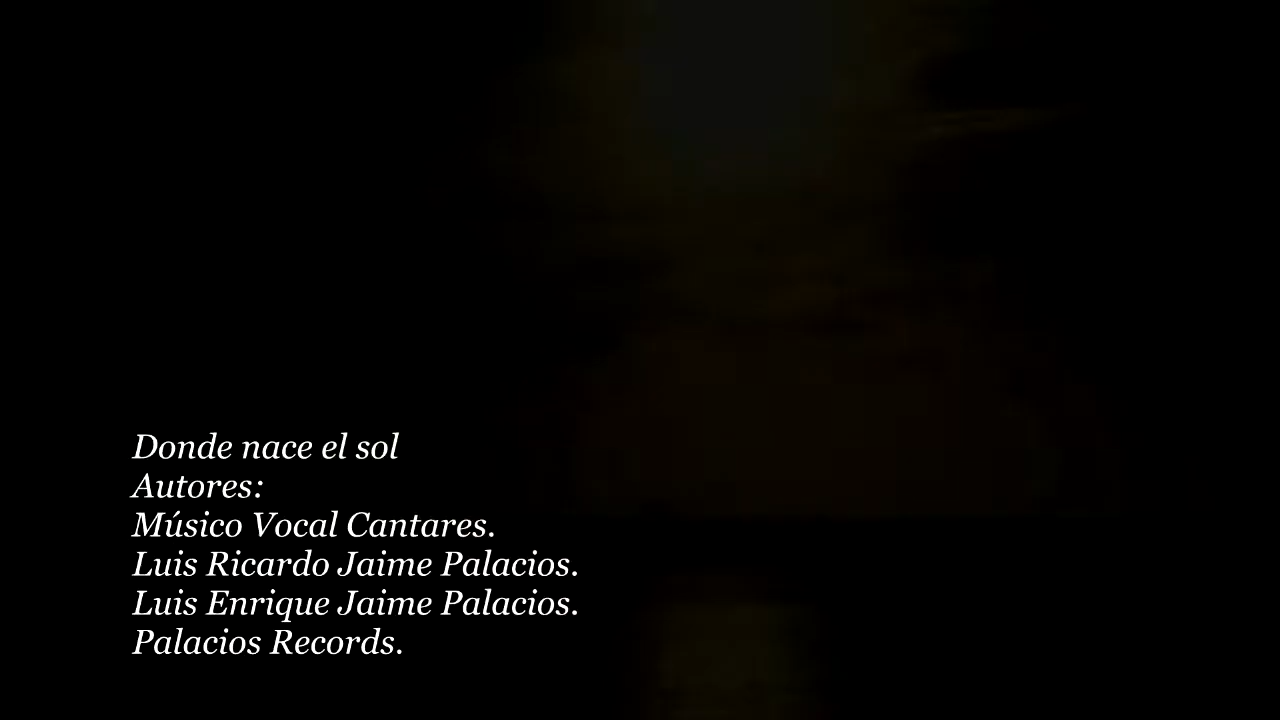 Donde nace el sol
Autores:
Músico Vocal Cantares.
Luis Ricardo Jaime Palacios.
Luis Enrique Jaime Palacios.
Palacios Records.